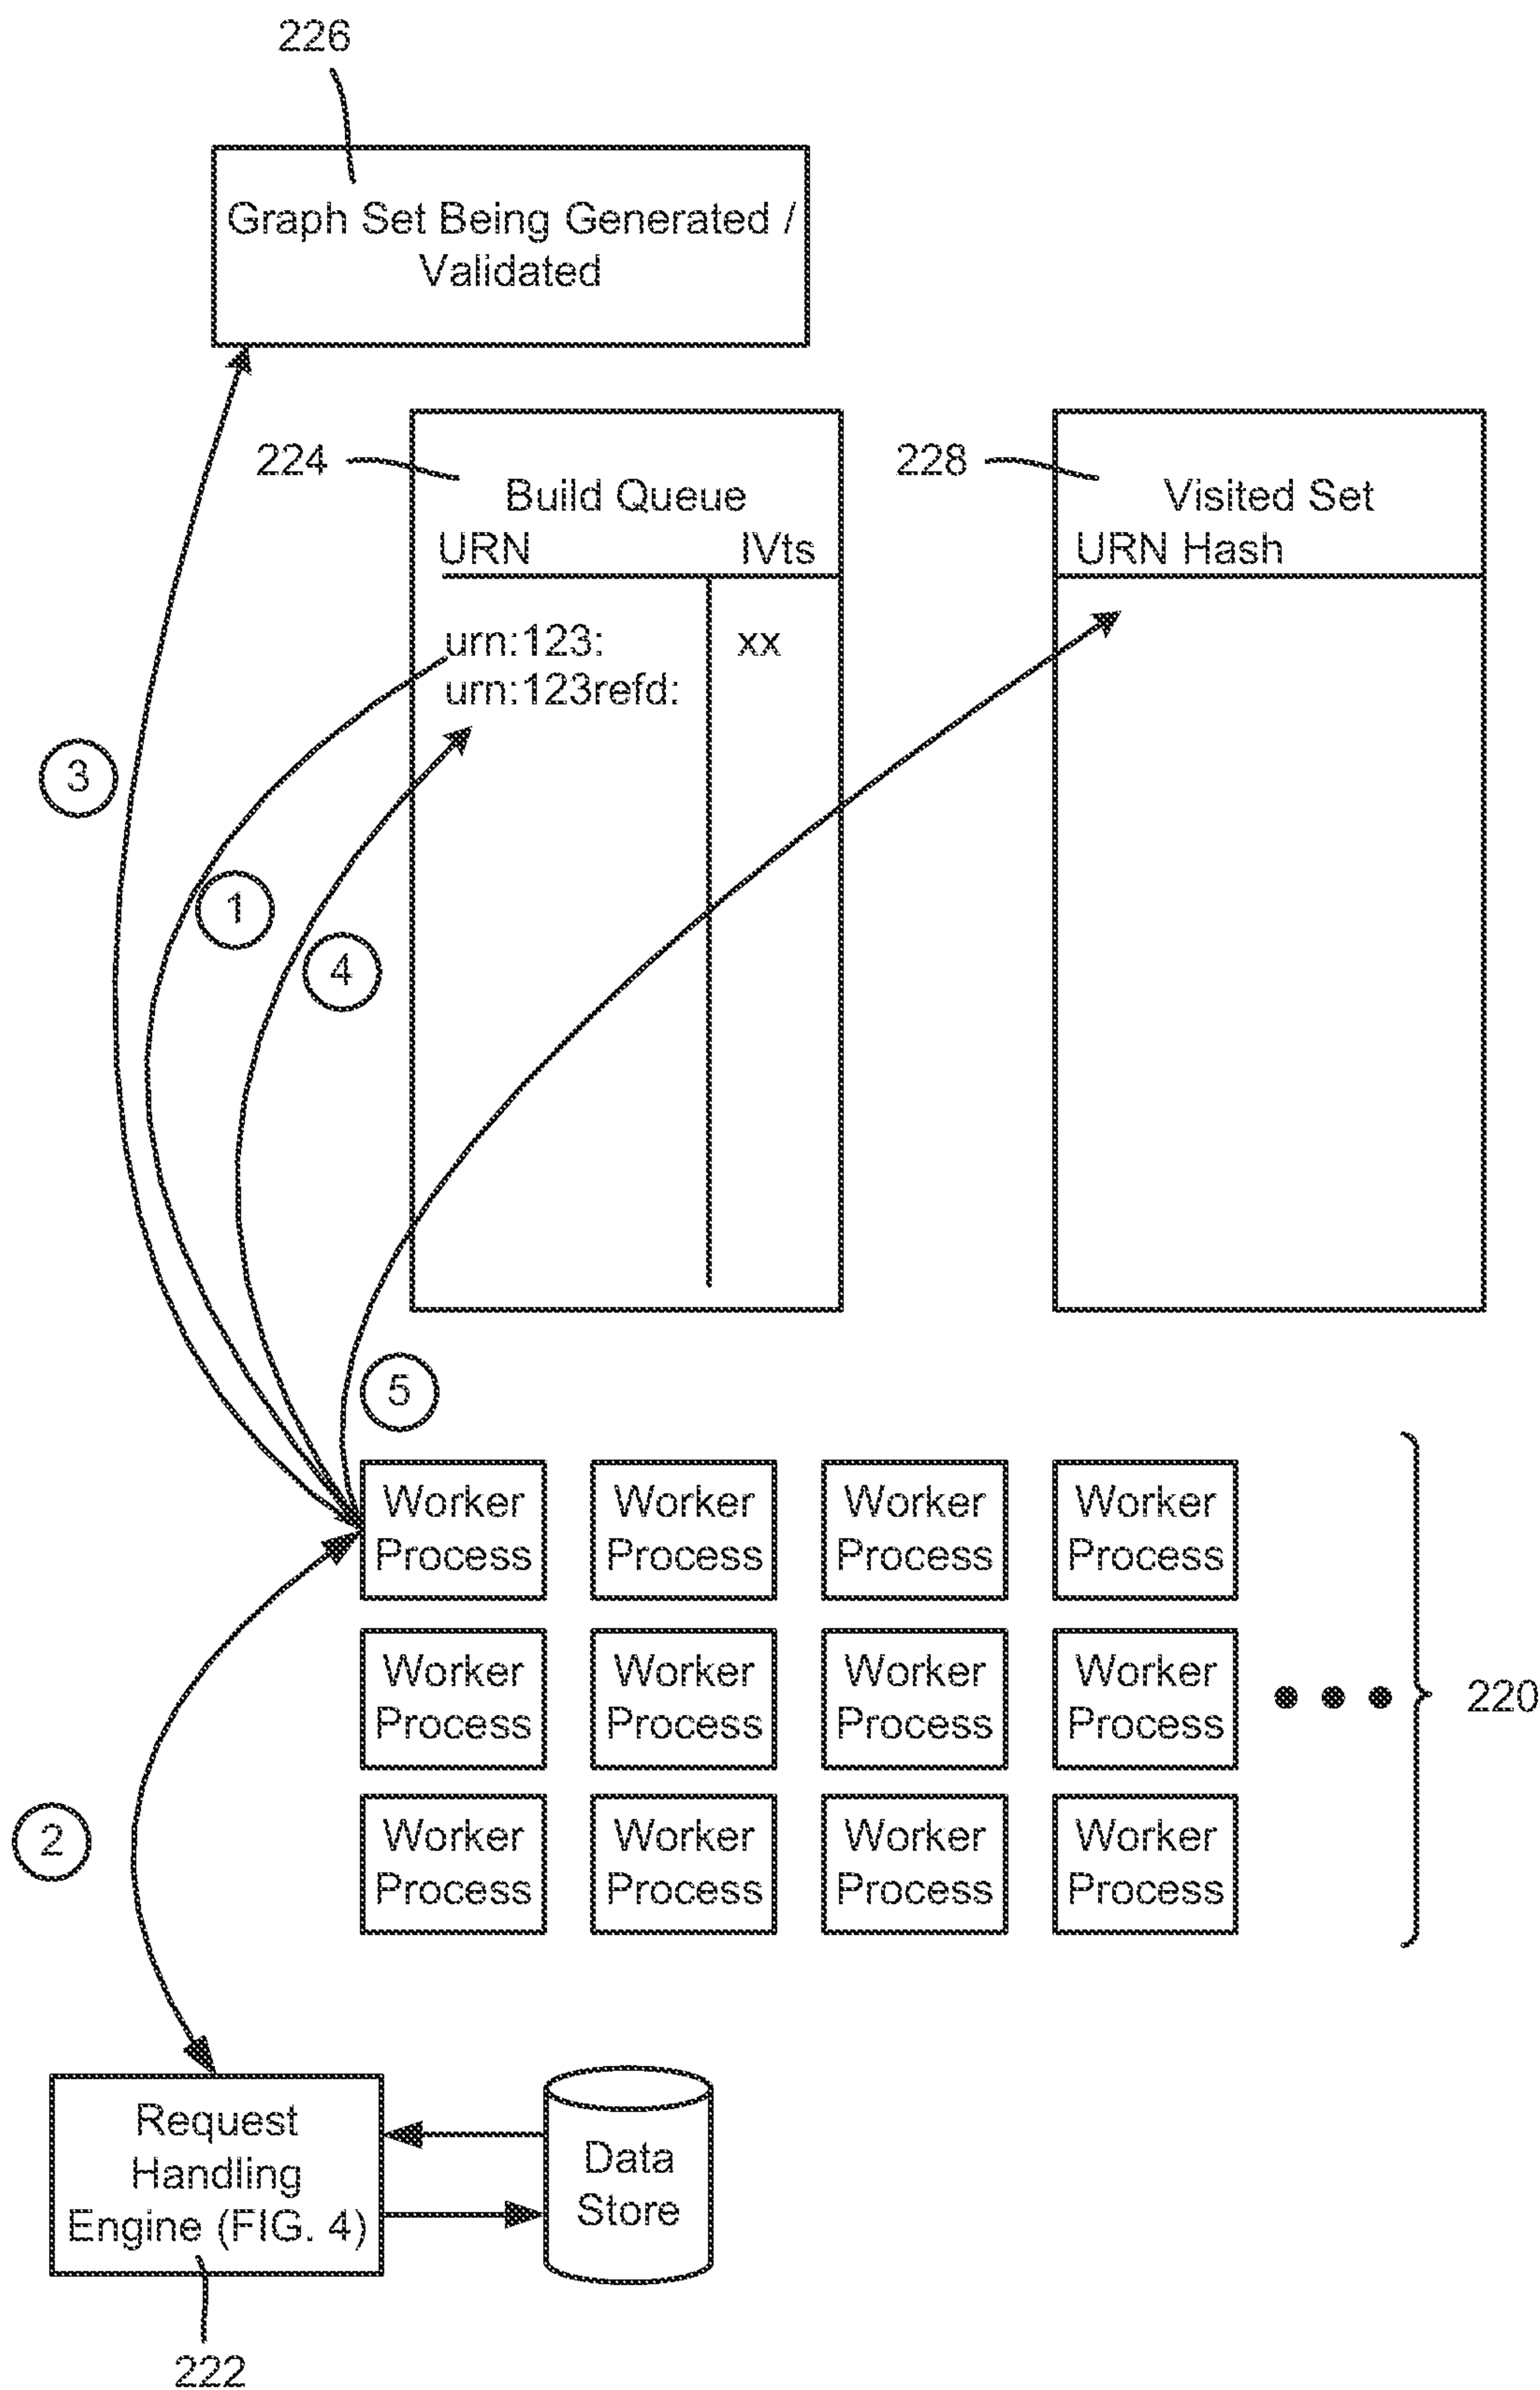 226
Graph Set Being Generated /
Validated
224
Build Queue
URN IVts
urn:123: xx
urn:123refd:
228
Visited Set
URN Hash
3
1
4
5
Worker Process
Worker Process
Worker Process
Worker Process
Worker Process
Worker Process
Worker Process
Worker Process
220
Worker Process
Worker Process
Worker Process
Worker Process
2
Request
Handling
Engine (FIG. 4)
Data
Store
222